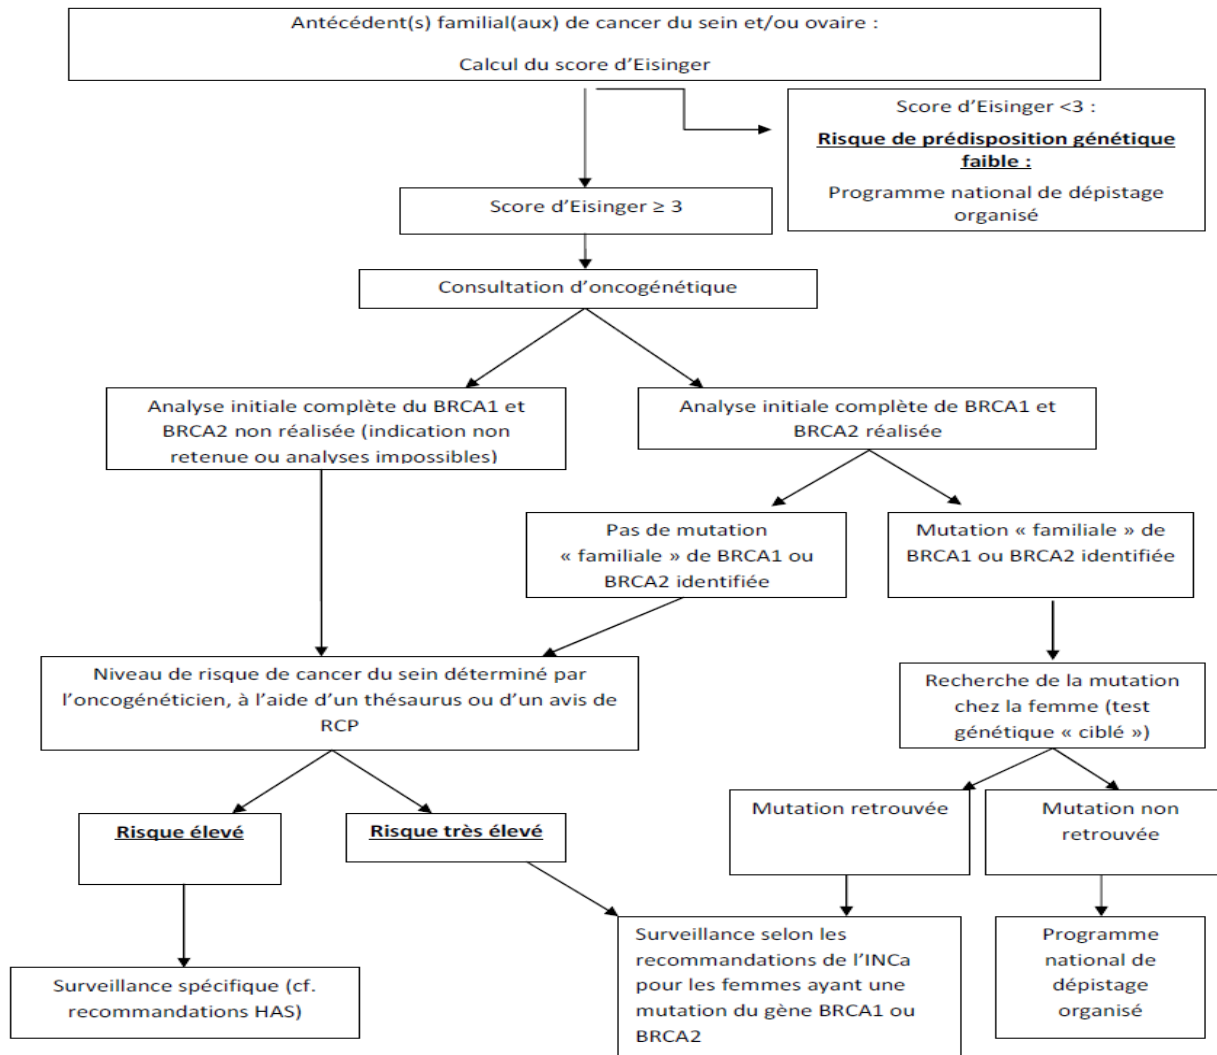 Antécédent(s) familial(aux) de cancer du sein et/ou ovaire :
Calcul du score d'Eisinger
Score d'Eisinger <3 :
Risque de prédisposition génétique
faible :
Programme national de dépistage
organisé
Score d'Eisinger ≥ 3
Consultation d'oncogénétique
Analyse initiale complète du BRCA1 et
BRCA2 non réalisée (indication non
retenue ou analyses impossibles)
Analyse initiale complète de BRCA1 et
BRCA2 réalisée
Pas de mutation
« familiale » de BRCA1 ou
BRCA2 identifiée
Mutation « familiale » de
BRCA1 ou BRCA2 identifiée
Niveau de risque de cancer du sein déterminé par
l'oncogénéticien, à l'aide d'un thésaurus ou d'un avis de
RCP
Recherche de la mutation
chez la femme (test
génétique « ciblé »)
Risque élevé
Risque très élevé
Mutation retrouvée
Mutation non
retrouvée
Surveillance spécifique (cf.
recommandations HAS)
Surveillance selon les
recommandations de l'INCa
pour les femmes ayant une
mutation du gène BRCA1 ou
BRCA2
Programme
national de
dépistage
organisé